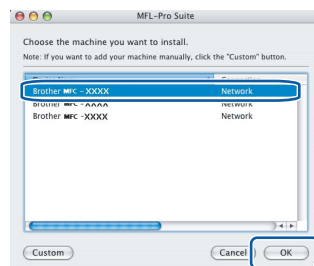 MFL-Pro Suite
Choose the machine you want to install.
Note: If you want to add your machine manually, click the "Custom" button.
Brother MFC - XXXX Network
Brother MFC - XXXX Network
Brother MFC - XXXX Network
Custom Cancel OK